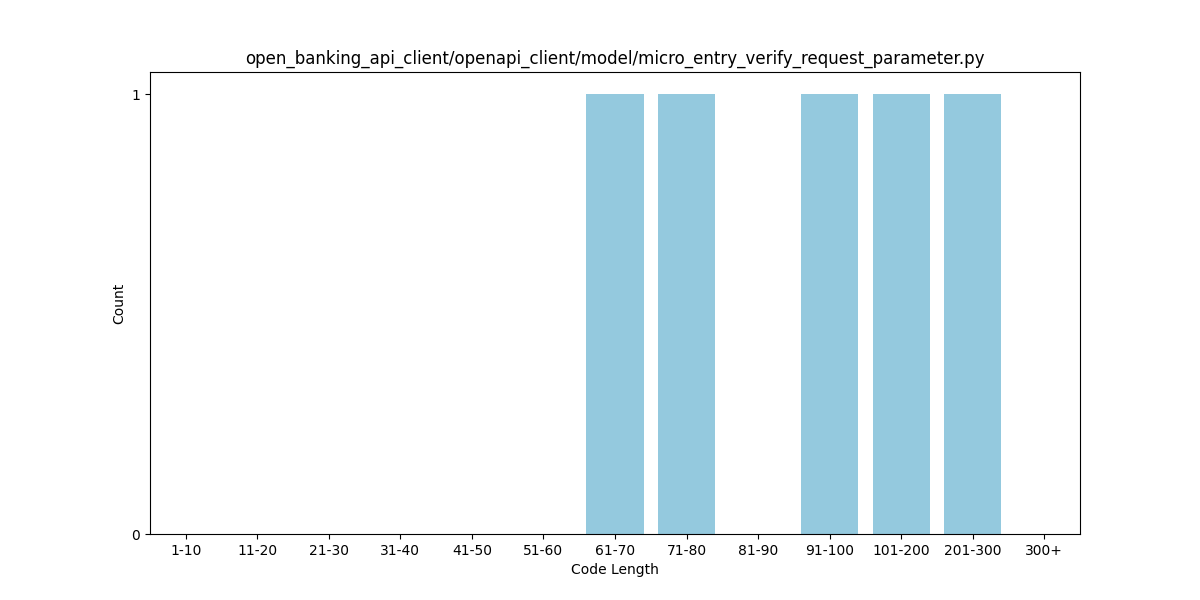 open_banking_api_client/openapi_client/model/micro_entry_verify_request_parameter.py
1
Count
0
1-10 11-20 21-30 31-40 41-50 51-60 61-70 71-80 81-90 91-100 101-200 201-300 300+
Code Length